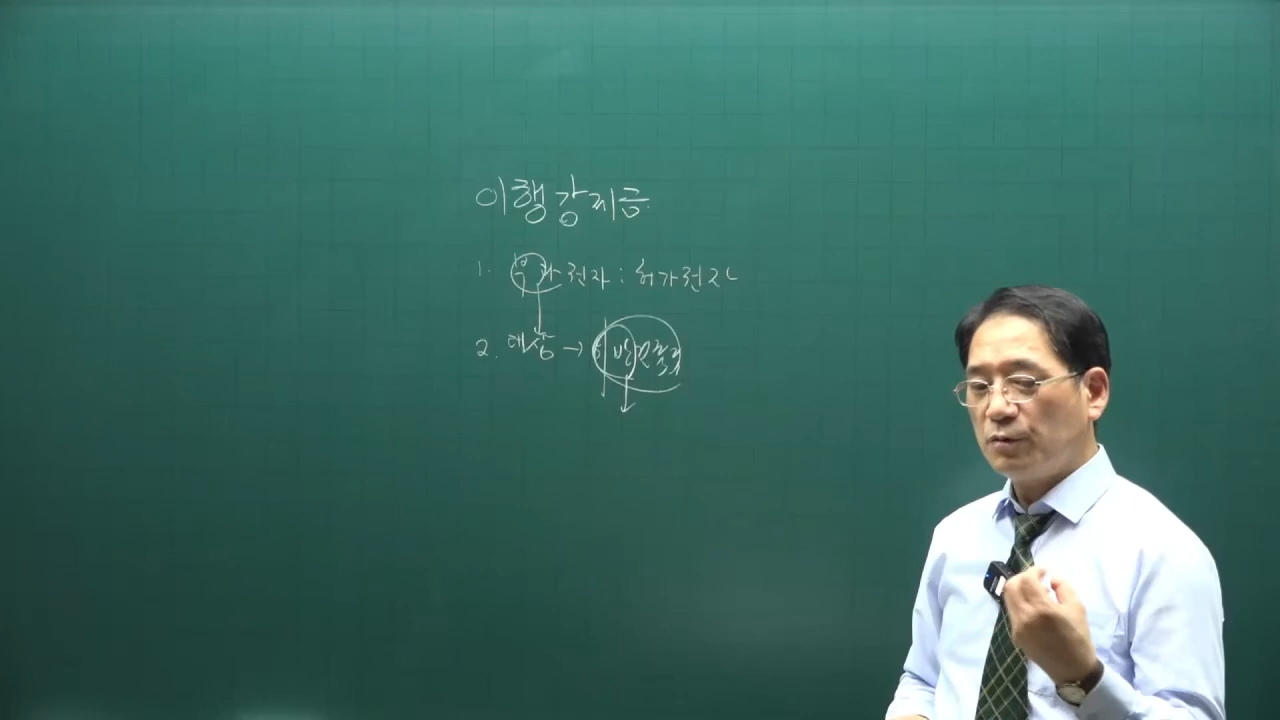 이행강제금
1. 부과권자 : 허가권자
2. 대상 → 위반건축